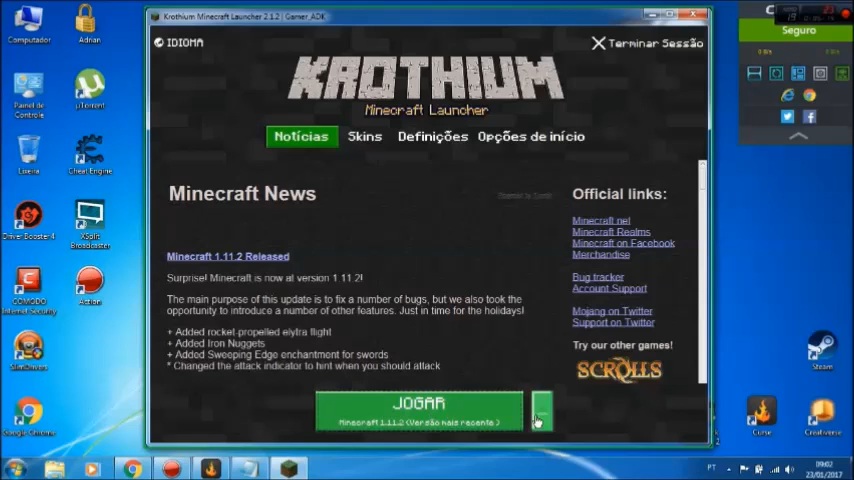 Krothium Minecraft Launcher 2.1.2 | Gamer_ADK
IDIOMA
Terminar Sessão
KROTHIUM
Minecraft Launcher
Notícias
Skins
Definições
Opções de início
Minecraft News
Official links:
Minecraft.net
Minecraft Realms
Minecraft on Facebook
Merchandise
Bug tracker
Account Support
Mojang on Twitter
Support on Twitter
Try our other games!
SCROLLS
Minecraft 1.11.2 Released
Surprise! Minecraft is now at version 1.11.2!
The main purpose of this update is to fix a number of bugs, but we also took the
opportunity to introduce a number of other features. Just in time for the holidays!
+ Added rocket-propelled elytra flight
+ Added Iron Nuggets
+ Added Sweeping Edge enchantment for swords
* Changed the attack indicator to hint when you should attack
JOGAR
Minecraft 1.11.2 (Versão mais recente )
Computador
Adrian
Painel de
Controle
µTorrent
Lixeira
Cheat Engine
Driver Booster 4
XSplit
Broadcaster
COMODO
Internet Security
Action!
SlimDrivers
Google Chrome
Seguro
0 B/s
Steam
Curse
Creativerse
PT
09:02
23/01/2017